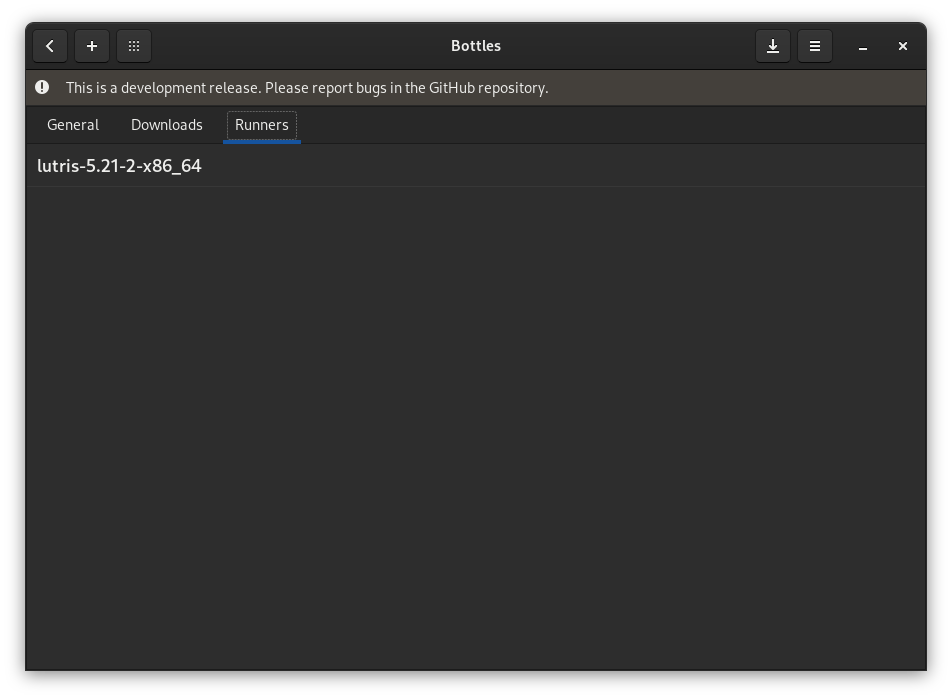 Bottles
This is a development release. Please report bugs in the GitHub repository.
General Downloads Runners
lutris-5.21-2-x86_64